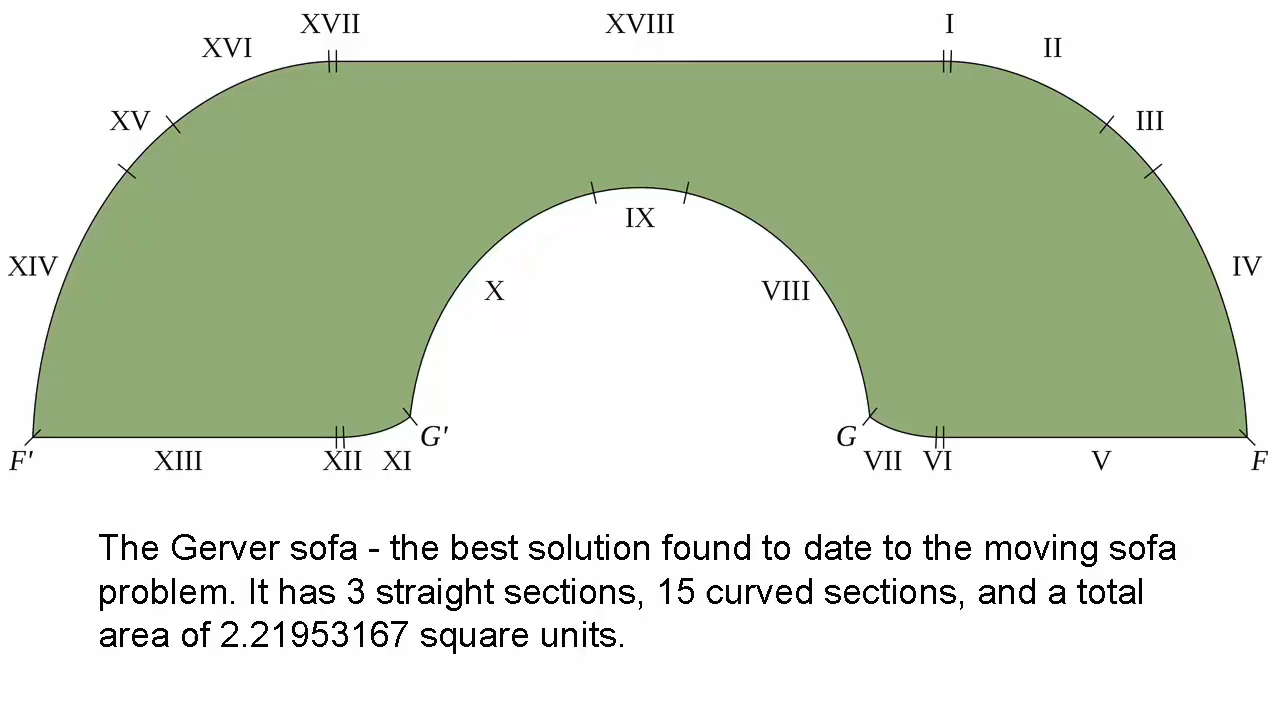 XVII XVIII I
XVI II
XV III
XIV IV
IX
X VIII
G' G
F' XIII XII XI VII VI V F
The Gerver sofa - the best solution found to date to the moving sofa
problem. It has 3 straight sections, 15 curved sections, and a total
area of 2.21953167 square units.